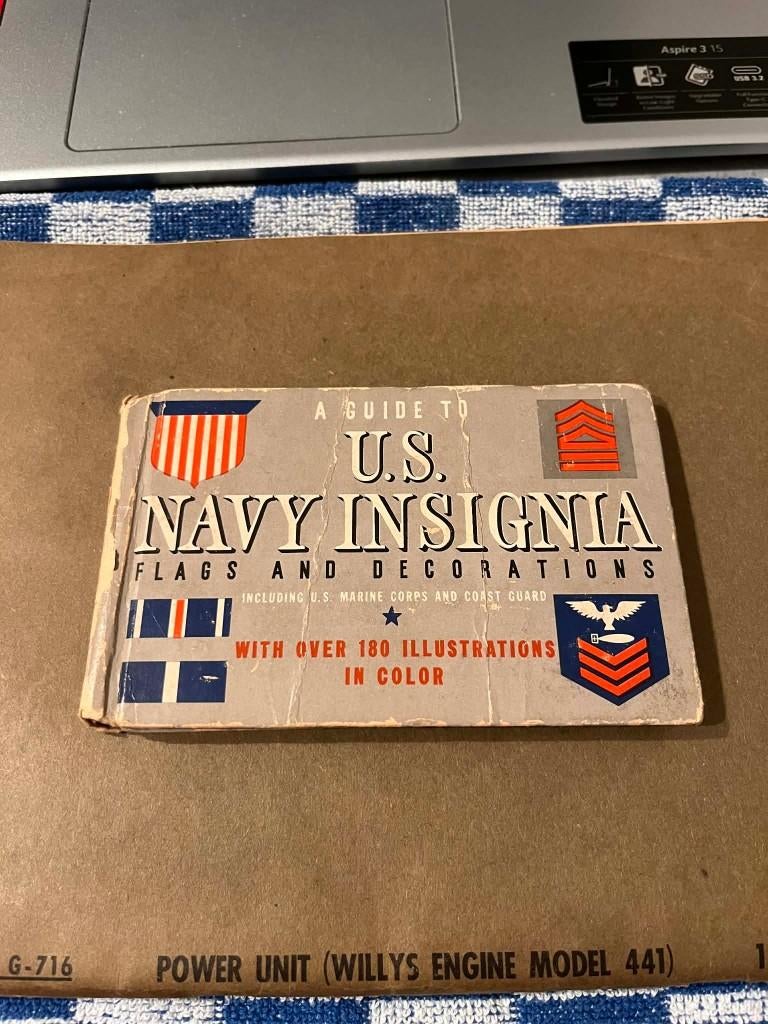 Aspire 3 15
USB 3.2
A GUIDE TO
U.S.
NAVY INSIGNIA
FLAGS AND DECORATIONS
INCLUDING U.S. MARINE CORPS AND COAST GUARD
WITH OVER 180 ILLUSTRATIONS
IN COLOR
G-716 POWER UNIT (WILLYS ENGINE MODEL 441) 1